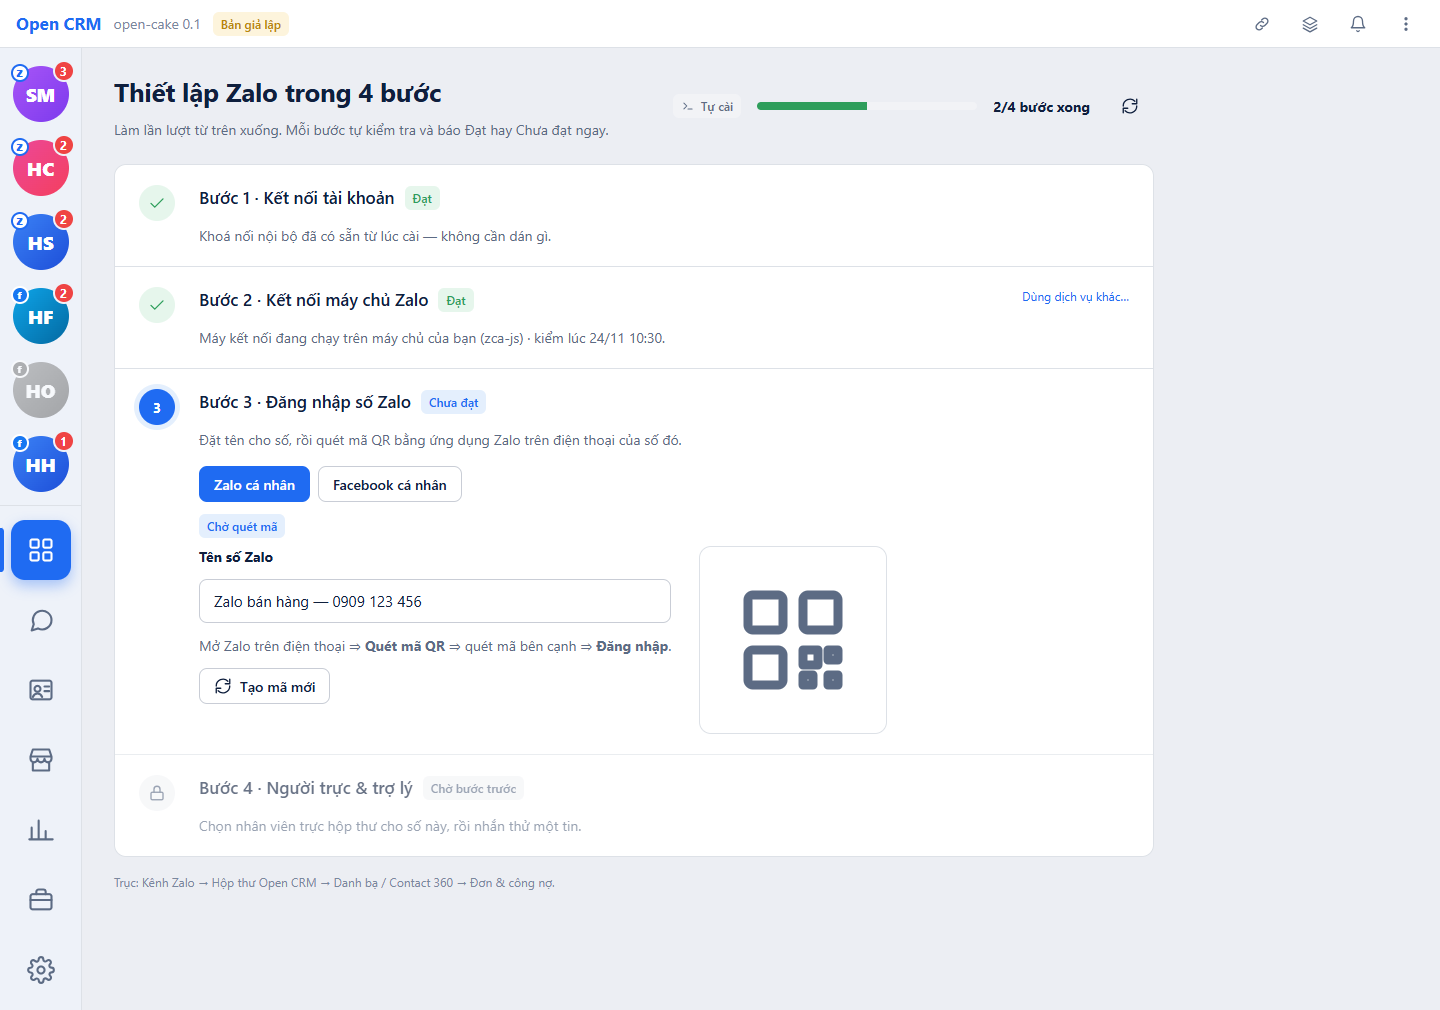 Open CRM open-cake 0.1 Bản giả lập
z 3
SM
z 2
HC
z 2
HS
f 2
HF
f
HO
f 1
HH
Thiết lập Zalo trong 4 bước
Làm lần lượt từ trên xuống. Mỗi bước tự kiểm tra và báo Đạt hay Chưa đạt ngay.
Tự cài 2/4 bước xong
Bước 1 · Kết nối tài khoản Đạt
Khoá nối nội bộ đã có sẵn từ lúc cài — không cần dán gì.
Bước 2 · Kết nối máy chủ Zalo Đạt
Dùng dịch vụ khác...
Máy kết nối đang chạy trên máy chủ của bạn (zca-js) · kiểm lúc 24/11 10:30.
3 Bước 3 · Đăng nhập số Zalo Chưa đạt
Đặt tên cho số, rồi quét mã QR bằng ứng dụng Zalo trên điện thoại của số đó.
Zalo cá nhân Facebook cá nhân
Chờ quét mã
Tên số Zalo
Zalo bán hàng — 0909 123 456
Mở Zalo trên điện thoại ⇒ Quét mã QR ⇒ quét mã bên cạnh ⇒ Đăng nhập.
Tạo mã mới
Bước 4 · Người trực & trợ lý Chờ bước trước
Chọn nhân viên trực hộp thư cho số này, rồi nhắn thử một tin.
Trục: Kênh Zalo → Hộp thư Open CRM → Danh bạ / Contact 360 → Đơn & công nợ.